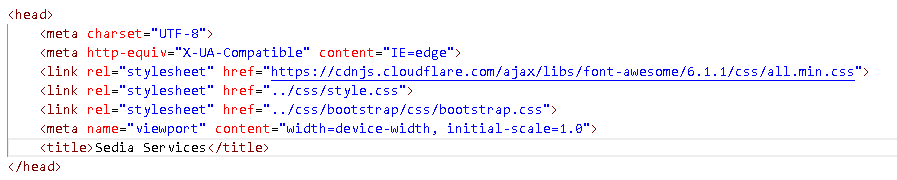 <head>
<meta charset="UTF-8">
<meta http-equiv="X-UA-Compatible" content="IE=edge">
<link rel="stylesheet" href="https://cdnjs.cloudflare.com/ajax/libs/font-awesome/6.1.1/css/all.min.css">
<link rel="stylesheet" href="../css/style.css">
<link rel="stylesheet" href="../css/bootstrap/css/bootstrap.css">
<meta name="viewport" content="width=device-width, initial-scale=1.0">
<title>Sedia Services</title>
</head>